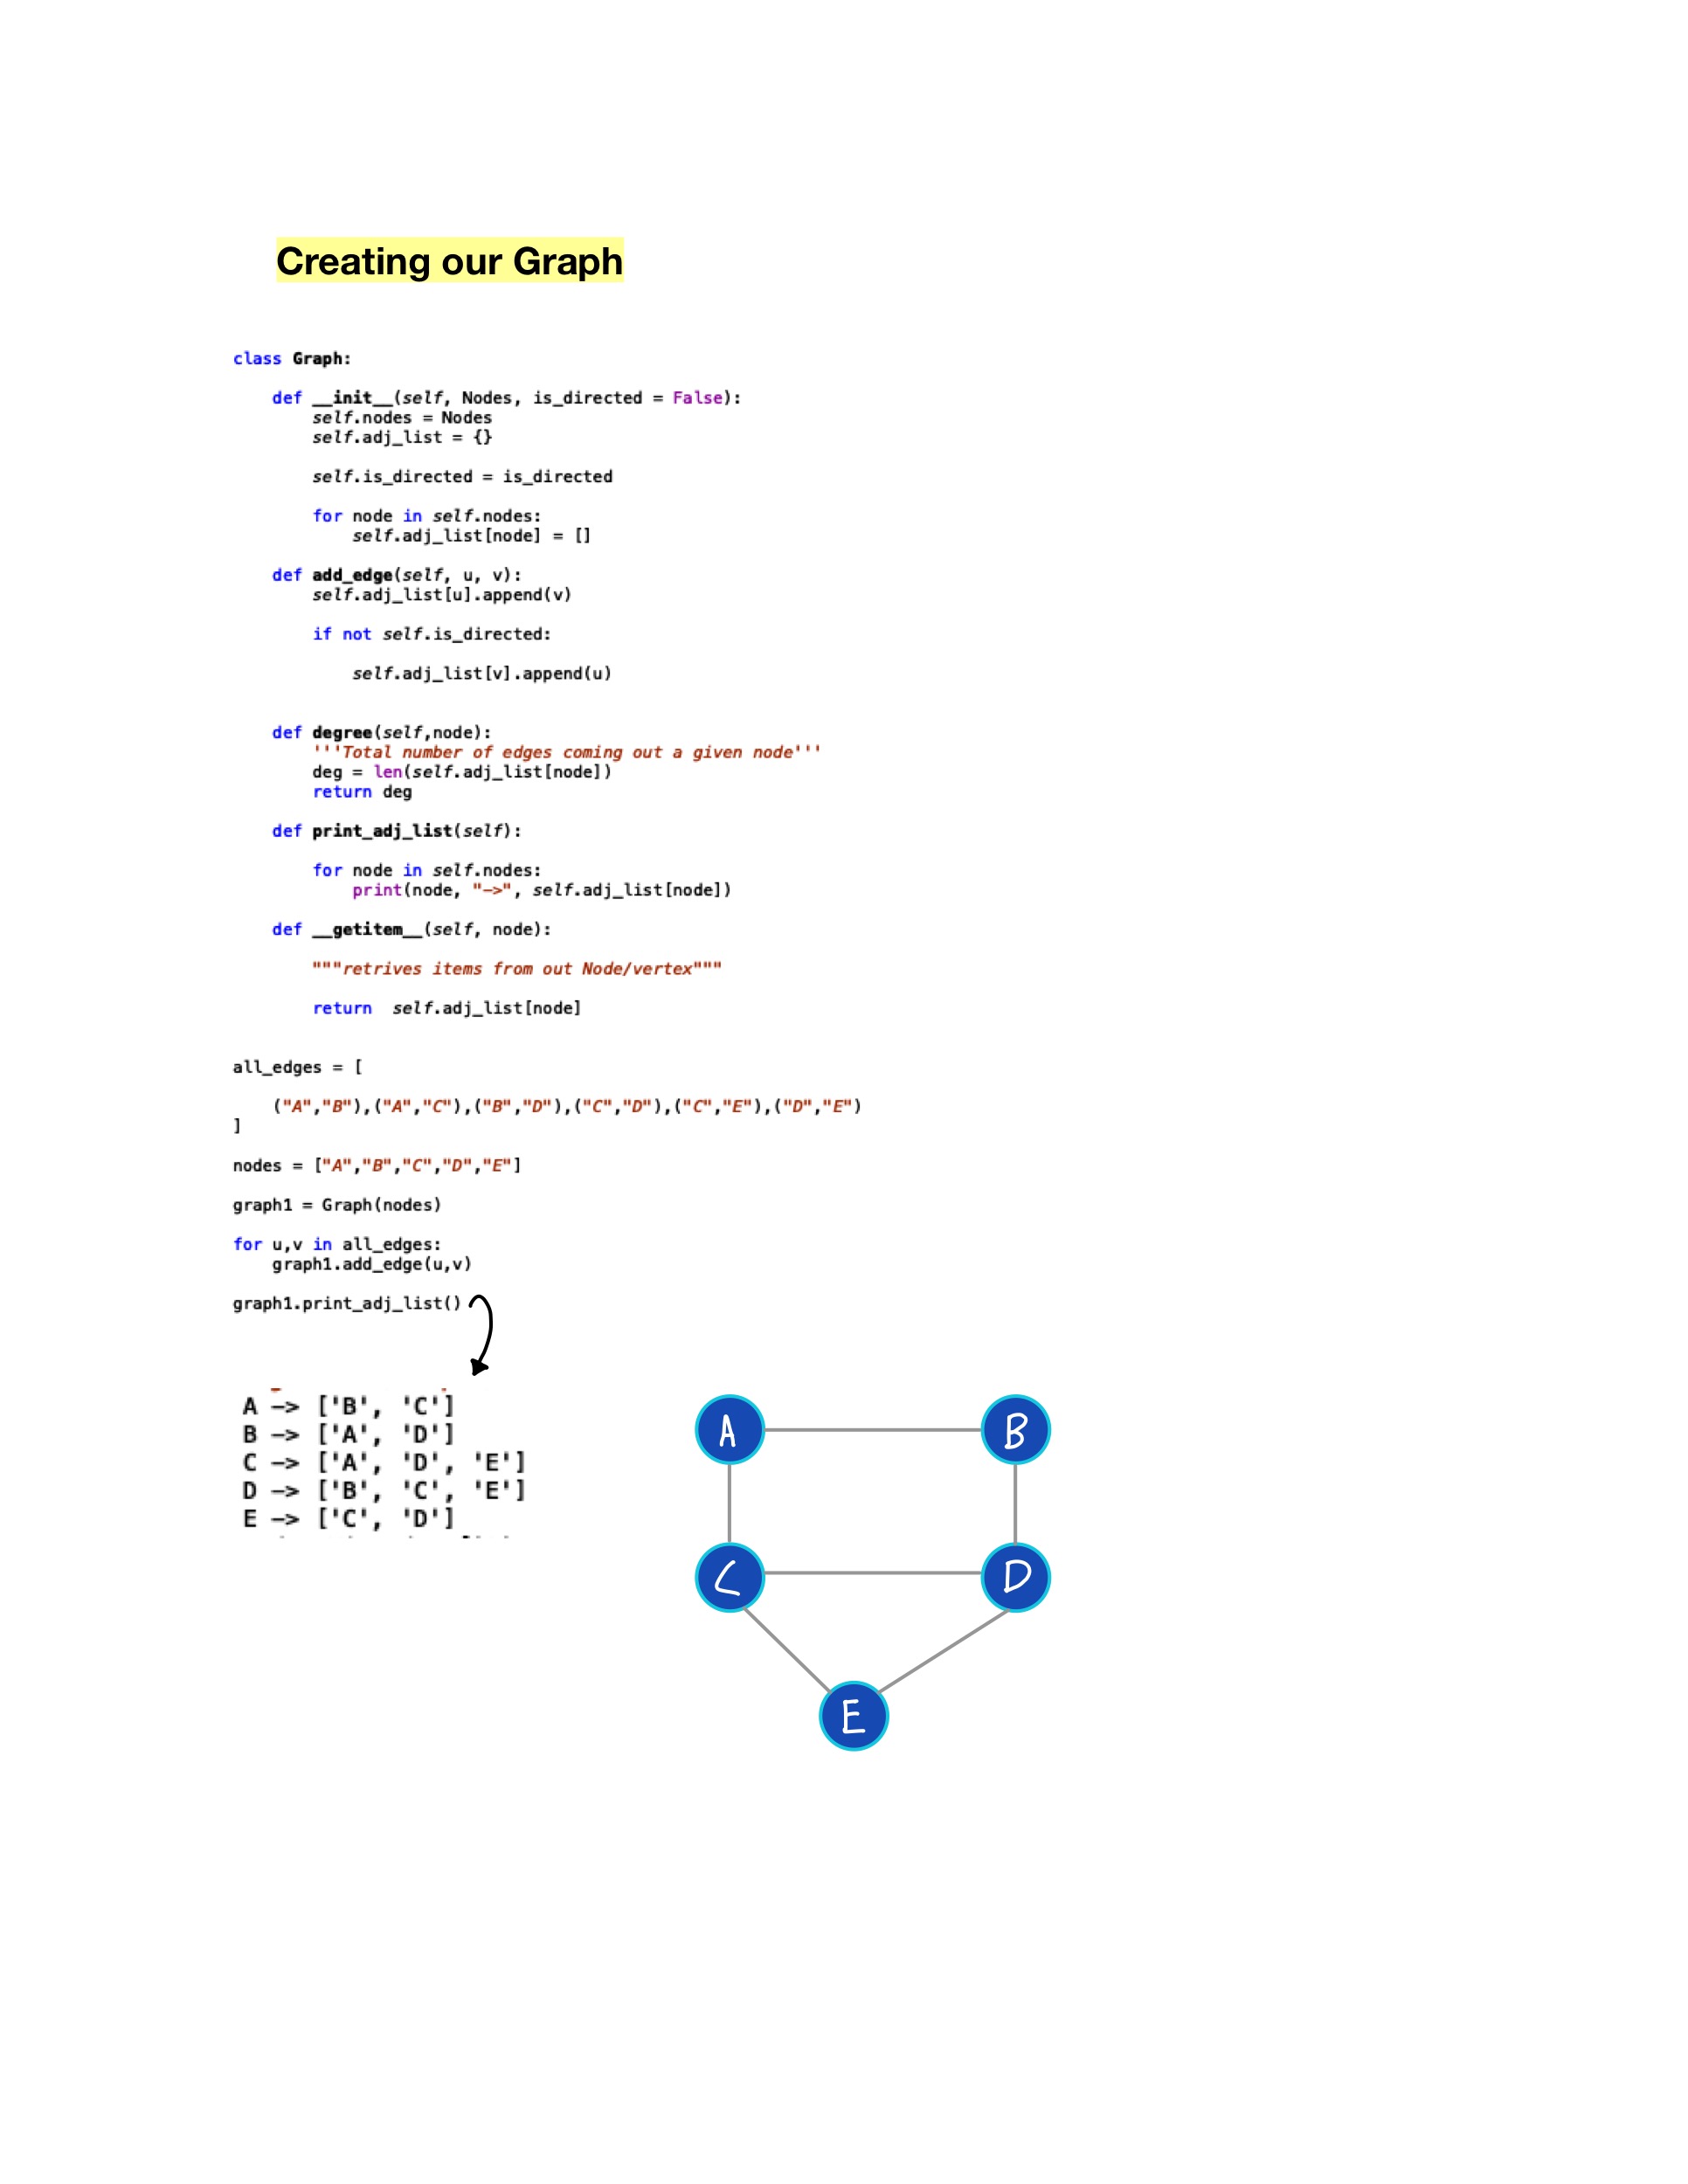 Creating our Graph
class Graph:
def __init__(self, Nodes, is_directed = False):
self.nodes = Nodes
self.adj_list = {}
self.is_directed = is_directed
for node in self.nodes:
self.adj_list[node] = []
def add_edge(self, u, v):
self.adj_list[u].append(v)
if not self.is_directed:
self.adj_list[v].append(u)
def degree(self,node):
'''Total number of edges coming out a given node'''
deg = len(self.adj_list[node])
return deg
def print_adj_list(self):
for node in self.nodes:
print(node, "->", self.adj_list[node])
def __getitem__(self, node):
"""retrives items from out Node/vertex"""
return  self.adj_list[node]
all_edges = [
("A","B"),("A","C"),("B","D"),("C","D"),("C","E"),("D","E")
]
nodes = ["A","B","C","D","E"]
graph1 = Graph(nodes)
for u,v in all_edges:
graph1.add_edge(u,v)
graph1.print_adj_list()
A -> ['B', 'C']
B -> ['A', 'D']
C -> ['A', 'D', 'E']
D -> ['B', 'C', 'E']
E -> ['C', 'D']
A B
C D
E